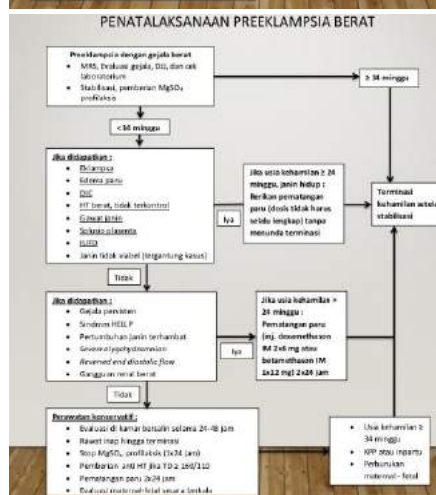 PENATALAKSANAAN PREEKLAMPSIA BERAT
Preeklampsia dengan gejala berat
• MRS, Evaluasi gejala, DJJ, dan cek
laboratorium
• Stabilisasi, pemberian MgSO4
profilaksis
≥ 34 minggu
<34 minggu
Jika didapatkan :
• Eklampsa
• Edema paru
• DIC
• HT berat, tidak terkontrol
• Gawat janin
• Solusio plasenta
• IUFD
• Janin tidak viabel (tergantung kasus)
Iya
Jika usia kehamilan ≥ 24
minggu, janin hidup :
Berikan pematangan
paru (dosis tidak harus
selalu lengkap) tanpa
menunda terminasi
Terminasi
kehamilan setelah
stabilisasi
Tidak
Jika didapatkan :
• Gejala persisten
• Sindrom HELLP
• Pertumbuhan janin terhambat
• Severe olygohydramnion
• Reversed end diastolic flow
• Gangguan renal berat
Iya
Jika usia kehamilan >
24 minggu :
Pematangan paru
(inj. dexamethason
IM 2x6 mg atau
betamethason IM
1x12 mg) 2x24 jam
Tidak
Perawatan konservatif :
• Evaluasi di kamar bersalin selama 24-48 jam
• Rawat inap hingga terminasi
• Stop MgSO4 profilaksis (1x24 jam)
• Pemberian anti HT jika TD ≥ 160/110
• Pematangan paru 2x24 jam
• Evaluasi maternal-fetal secara berkala
• Usia kehamilan ≥
34 minggu
• KPP atau inpartu
• Perburukan
maternal – fetal